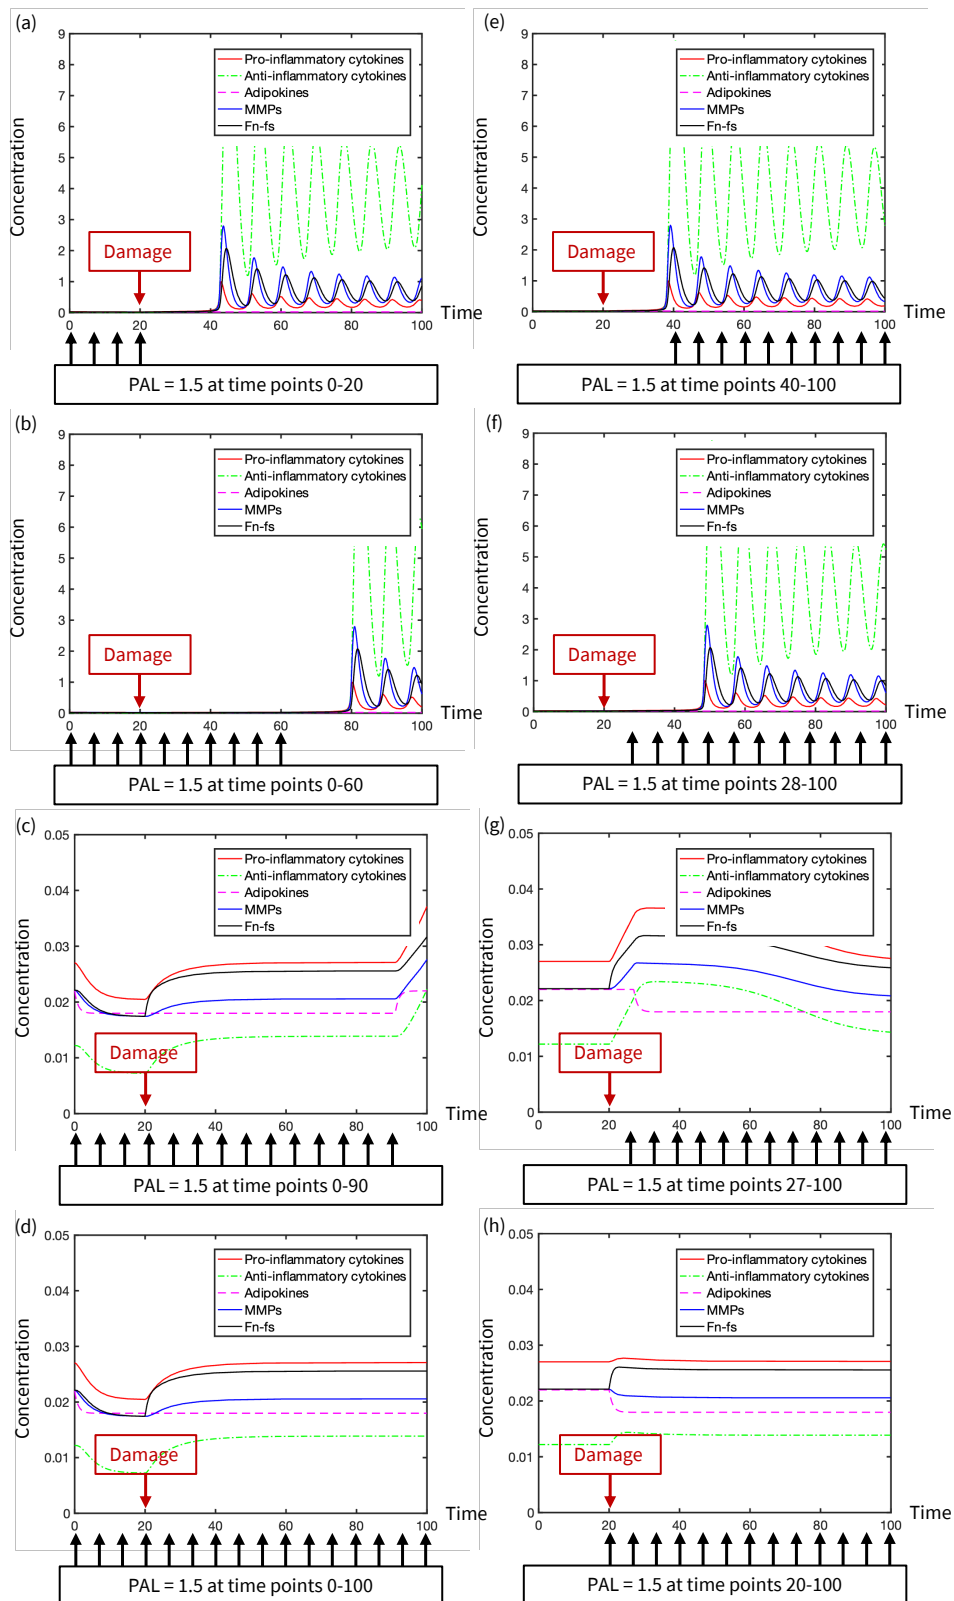 (a)
9
8
7
6
5
4
3
2
1
0
Concentration
Pro-inflammatory cytokines
Anti-inflammatory cytokines
Adipokines
MMPs
Fn-fs
Damage
0 20 40 60 80 100
Time
PAL = 1.5 at time points 0-20
(e)
9
8
7
6
5
4
3
2
1
0
Concentration
Pro-inflammatory cytokines
Anti-inflammatory cytokines
Adipokines
MMPs
Fn-fs
Damage
0 20 40 60 80 100
Time
PAL = 1.5 at time points 40-100
(b)
9
8
7
6
5
4
3
2
1
0
Concentration
Pro-inflammatory cytokines
Anti-inflammatory cytokines
Adipokines
MMPs
Fn-fs
Damage
0 20 40 60 80 100
Time
PAL = 1.5 at time points 0-60
(f)
9
8
7
6
5
4
3
2
1
0
Concentration
Pro-inflammatory cytokines
Anti-inflammatory cytokines
Adipokines
MMPs
Fn-fs
Damage
0 20 40 60 80 100
Time
PAL = 1.5 at time points 28-100
(c)
0.05
0.04
0.03
0.02
0.01
0
Concentration
Pro-inflammatory cytokines
Anti-inflammatory cytokines
Adipokines
MMPs
Fn-fs
Damage
0 20 40 60 80 100
Time
PAL = 1.5 at time points 0-90
(g)
0.05
0.04
0.03
0.02
0.01
0
Concentration
Pro-inflammatory cytokines
Anti-inflammatory cytokines
Adipokines
MMPs
Fn-fs
Damage
0 20 40 60 80 100
Time
PAL = 1.5 at time points 27-100
(d)
0.05
0.04
0.03
0.02
0.01
0
Concentration
Pro-inflammatory cytokines
Anti-inflammatory cytokines
Adipokines
MMPs
Fn-fs
Damage
0 20 40 60 80 100
Time
PAL = 1.5 at time points 0-100
(h)
0.05
0.04
0.03
0.02
0.01
0
Concentration
Pro-inflammatory cytokines
Anti-inflammatory cytokines
Adipokines
MMPs
Fn-fs
Damage
0 20 40 60 80 100
Time
PAL = 1.5 at time points 20-100